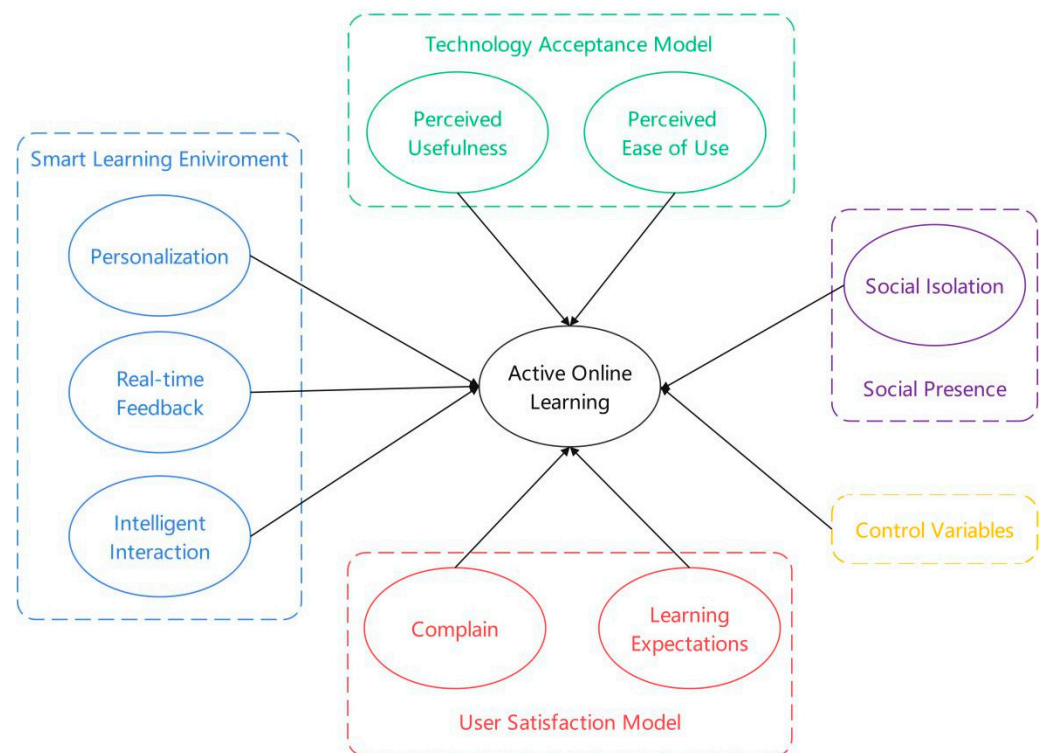 Technology Acceptance Model
Perceived
Usefulness
Perceived
Ease of Use
Smart Learning Eniviroment
Personalization
Real-time
Feedback
Intelligent
Interaction
Active Online
Learning
Social Isolation
Social Presence
Control Variables
Complain
Learning
Expectations
User Satisfaction Model